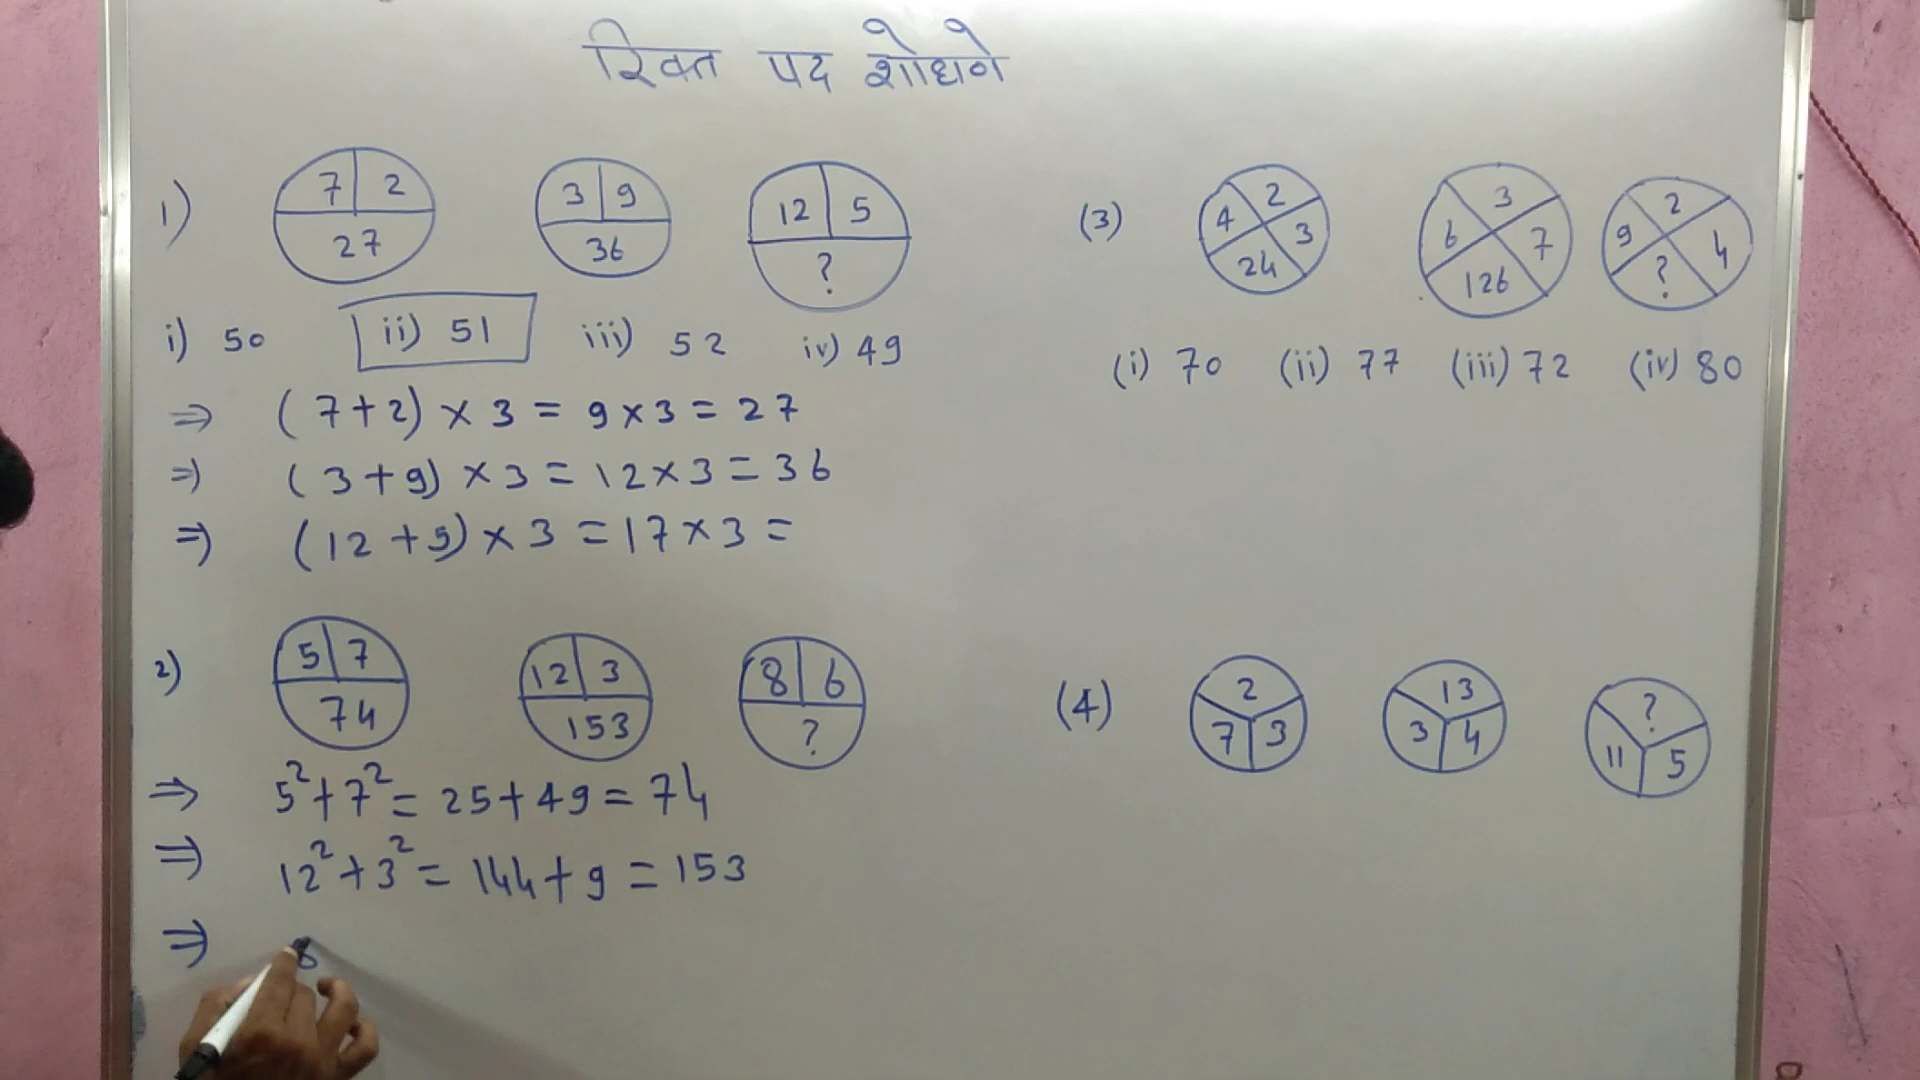 रिक्त पद शोधणे
1) 7 2 27 3 9 36 12 5 ?
i) 50 ii) 51 iii) 52 iv) 49
⇒ (7+2) × 3 = 9 × 3 = 27
⇒ (3+9) × 3 = 12 × 3 = 36
⇒ (12+5) × 3 = 17 × 3 =
2) 5 7 74 12 3 153 8 6 ?
⇒ 5²+7² = 25+49 = 74
⇒ 12²+3² = 144+9 = 153
⇒ 8
(3) 4 2 3 24 6 3 7 126 9 2 4 ?
(i) 70 (ii) 77 (iii) 72 (iv) 80
(4) 2 7 3 13 3 4 ? 11 5